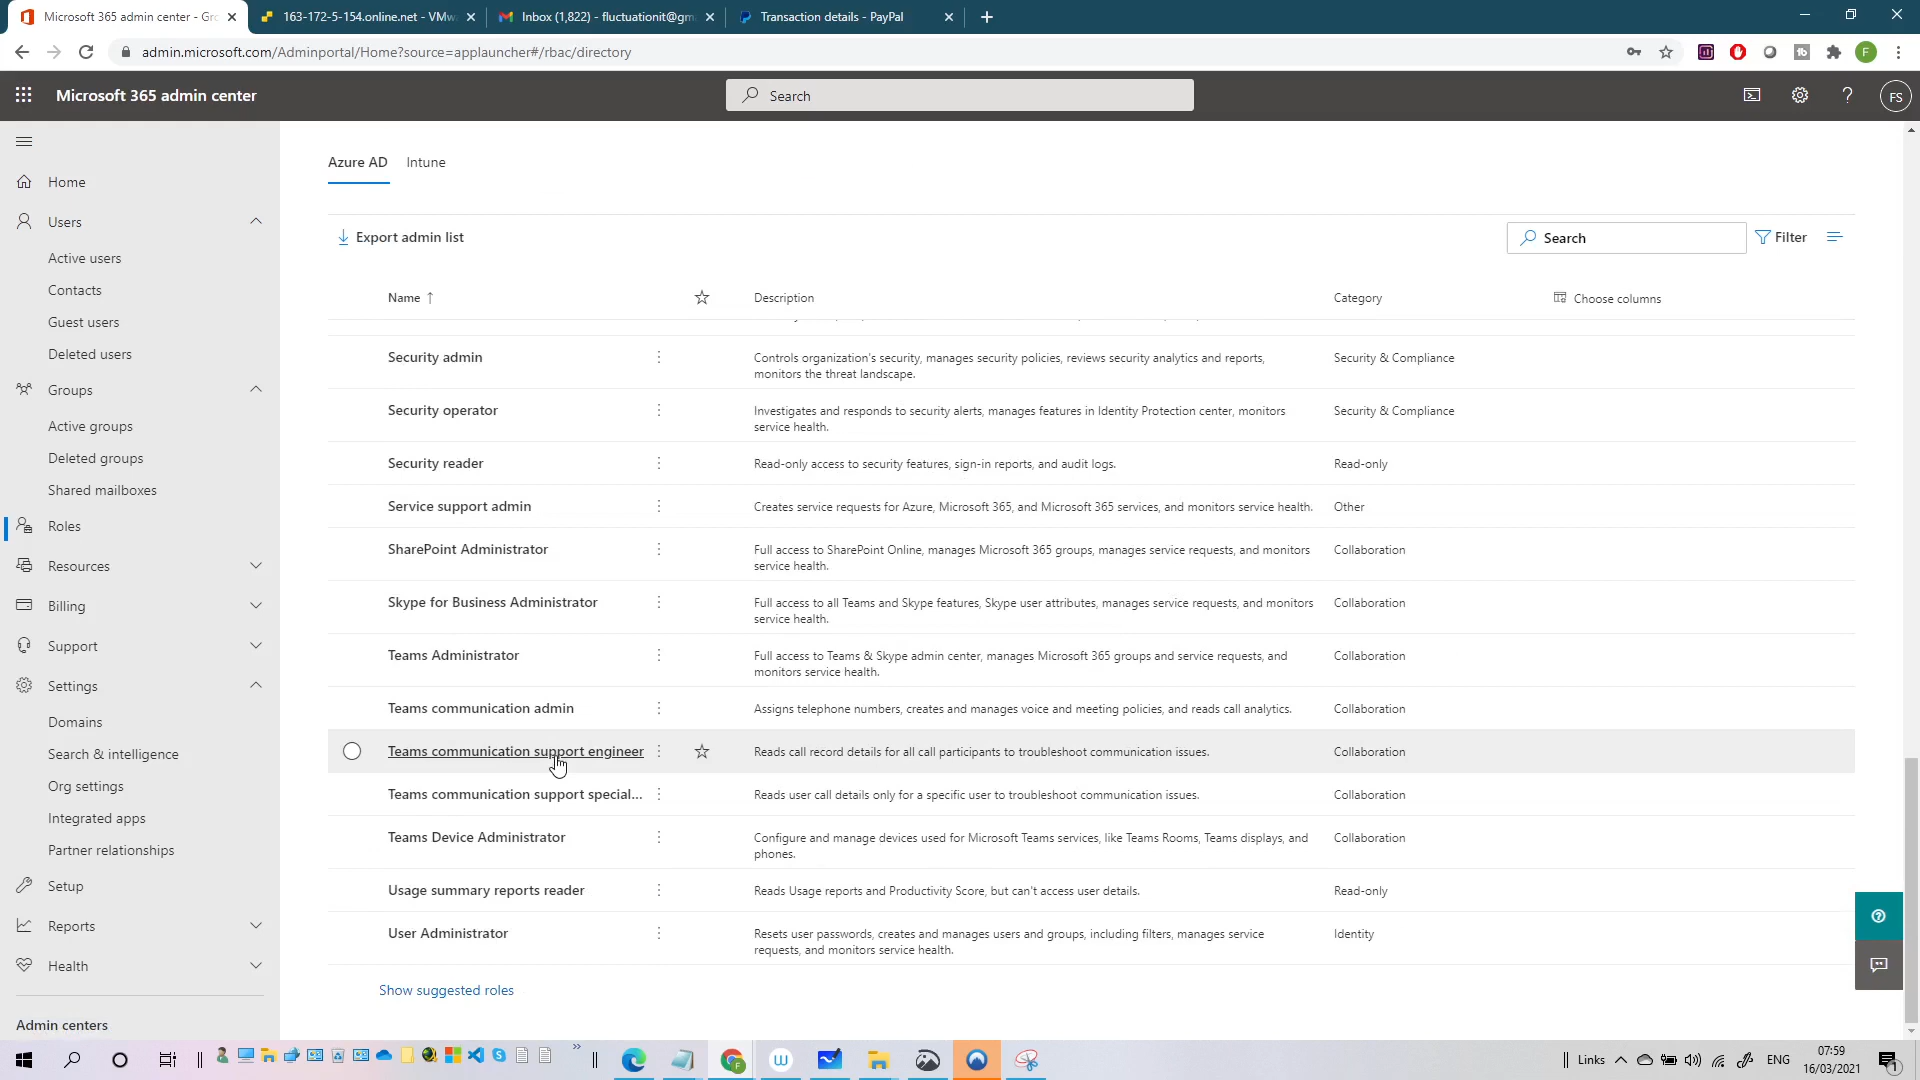 Microsoft 365 admin center - Gro
163-172-5-154.online.net - VMwa
Inbox (1,822) - fluctuationit@gm
Transaction details - PayPal
admin.microsoft.com/Adminportal/Home?source=applauncher#/rbac/directory
F
Microsoft 365 admin center
Search
?
FS
Azure AD
Intune
Home
Users
Active users
Contacts
Guest users
Deleted users
Groups
Active groups
Deleted groups
Shared mailboxes
Roles
Resources
Billing
Support
Settings
Domains
Search & intelligence
Org settings
Integrated apps
Partner relationships
Setup
Reports
Health
Admin centers
Export admin list
Search
Filter
Name ↑
Description
Category
Choose columns
Security admin
Controls organization's security, manages security policies, reviews security analytics and reports,
monitors the threat landscape.
Security & Compliance
Security operator
Investigates and responds to security alerts, manages features in Identity Protection center, monitors
service health.
Security & Compliance
Security reader
Read-only access to security features, sign-in reports, and audit logs.
Read-only
Service support admin
Creates service requests for Azure, Microsoft 365, and Microsoft 365 services, and monitors service health.
Other
SharePoint Administrator
Full access to SharePoint Online, manages Microsoft 365 groups, manages service requests, and monitors
service health.
Collaboration
Skype for Business Administrator
Full access to all Teams and Skype features, Skype user attributes, manages service requests, and monitors
service health.
Collaboration
Teams Administrator
Full access to Teams & Skype admin center, manages Microsoft 365 groups and service requests, and
monitors service health.
Collaboration
Teams communication admin
Assigns telephone numbers, creates and manages voice and meeting policies, and reads call analytics.
Collaboration
Teams communication support engineer
Reads call record details for all call participants to troubleshoot communication issues.
Collaboration
Teams communication support special...
Reads user call details only for a specific user to troubleshoot communication issues.
Collaboration
Teams Device Administrator
Configure and manage devices used for Microsoft Teams services, like Teams Rooms, Teams displays, and
phones.
Collaboration
Usage summary reports reader
Reads Usage reports and Productivity Score, but can't access user details.
Read-only
User Administrator
Resets user passwords, creates and manages users and groups, including filters, manages service
requests, and monitors service health.
Identity
Show suggested roles
Links
ENG
07:59
16/03/2021
1